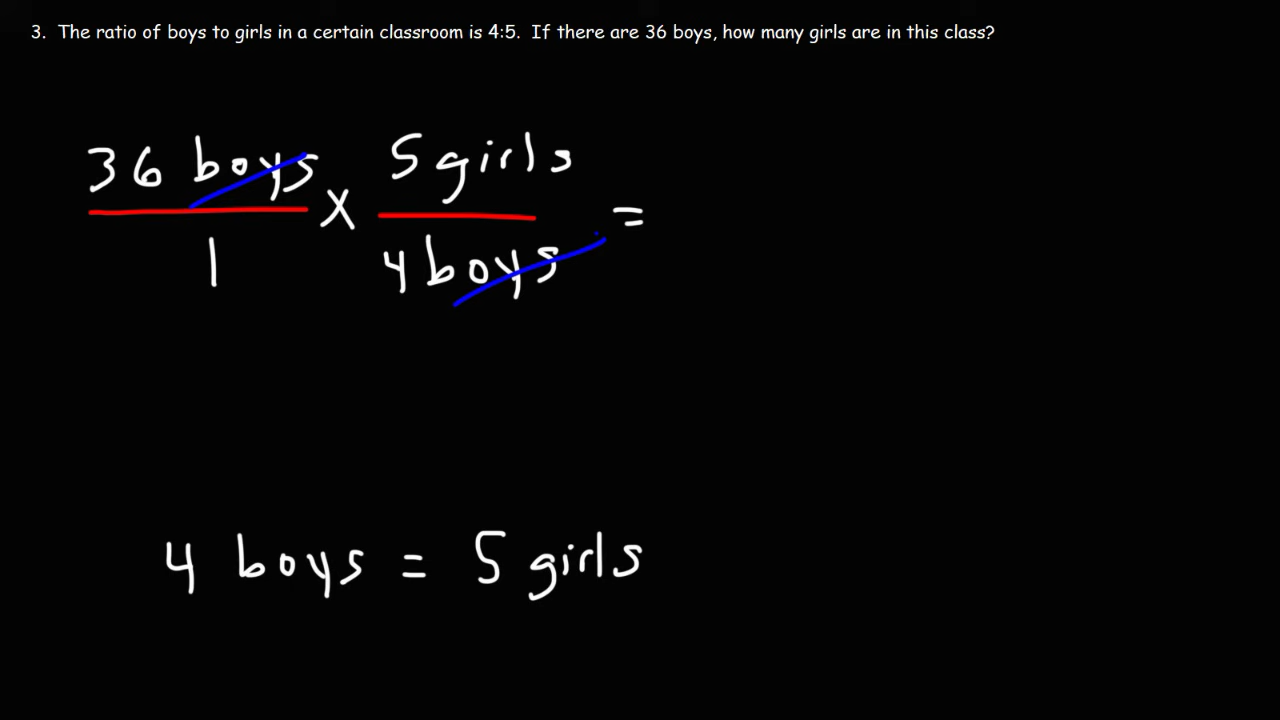 3. The ratio of boys to girls in a certain classroom is 4:5. If there are 36 boys, how many girls are in this class?
36 boys × 5 girls =
1 4 boys
4 boys = 5 girls